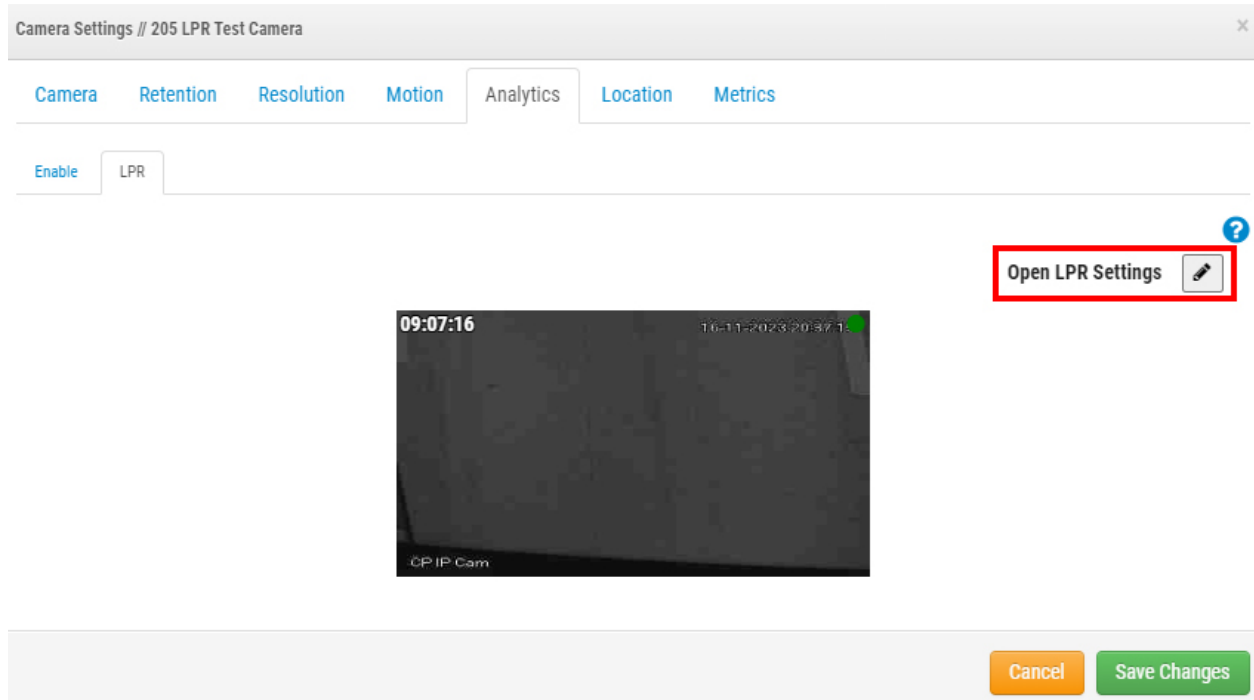 Camera Settings // 205 LPR Test Camera
Camera Retention Resolution Motion Analytics Location Metrics
Enable LPR
Open LPR Settings
09:07:16
CP IP Cam
Cancel Save Changes